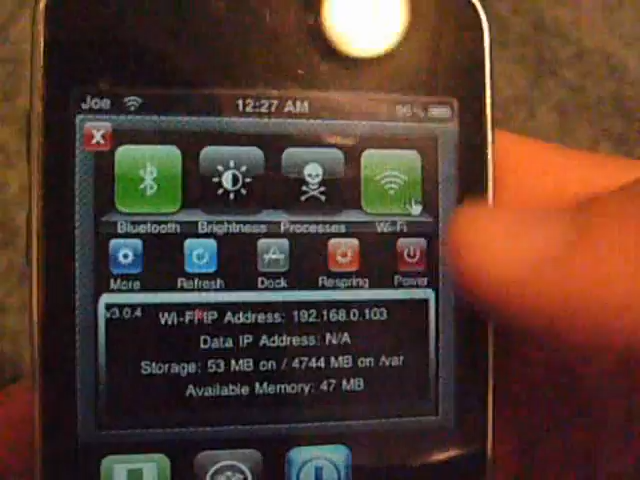 Joe 12:27 AM 96%
X
Bluetooth Brightness Processes Wi-Fi
More Refresh Dock Respring Power
v3.0.4 Wi-Fi IP Address: 192.168.0.103
Data IP Address: N/A
Storage: 53 MB on / 4744 MB on /var
Available Memory: 47 MB